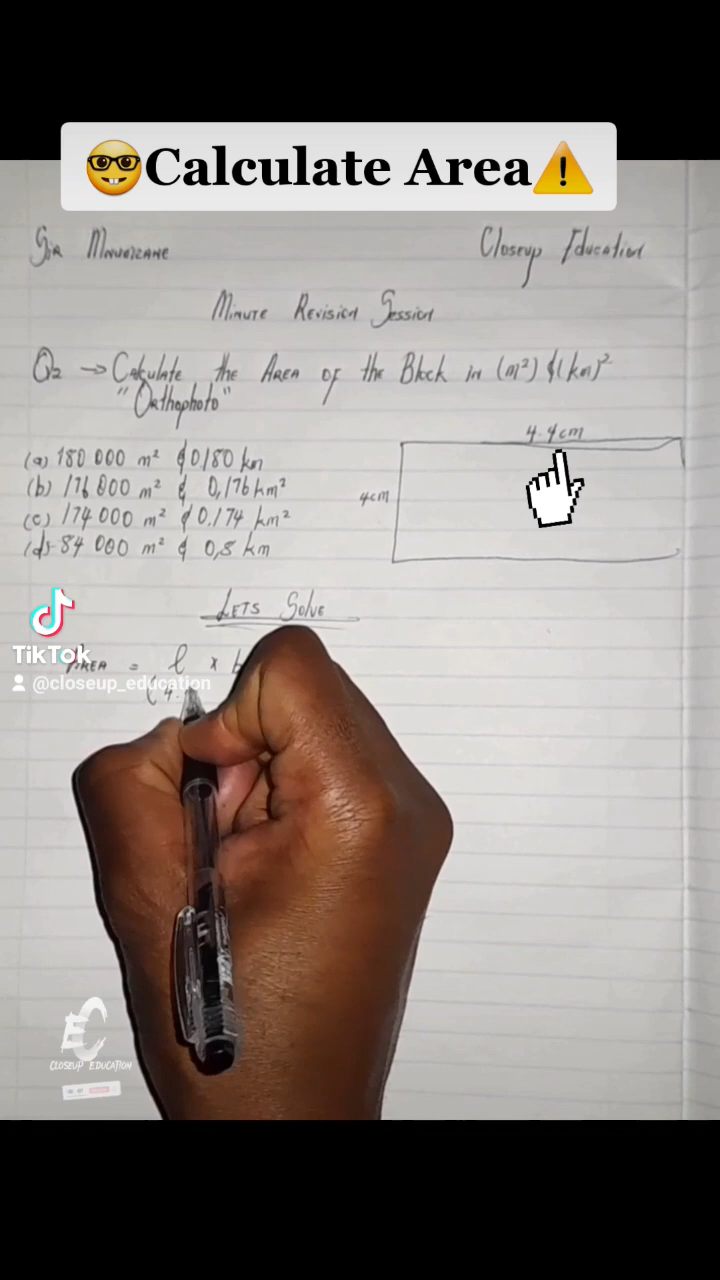 🤓Calculate Area⚠️
Closeup Education
Minute Revision Session
Q2 → Calculate the Area of the Block in (m²) & (km)²
"Orthophoto"
4.4cm
4cm
(a) 180 000 m² & 0,180 km
(b) 176 000 m² & 0,176 km²
(c) 174 000 m² & 0.174 km²
(d) 84 000 m² & 0,8 km
Lets Solve
TikTok
Area = l x b
@closeup_education
(4.
CLOSEUP EDUCATION